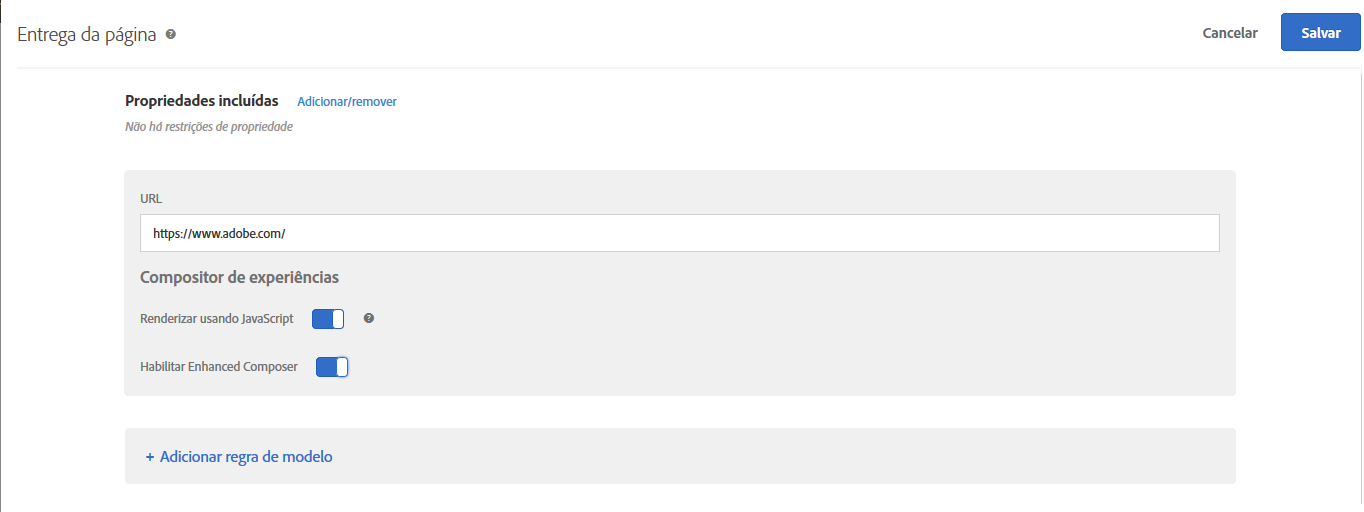 Entrega da página
Cancelar
Salvar
Propriedades incluídas Adicionar/remover
Não há restrições de propriedade
URL
https://www.adobe.com/
Compositor de experiências
Renderizar usando JavaScript
Habilitar Enhanced Composer
+ Adicionar regra de modelo